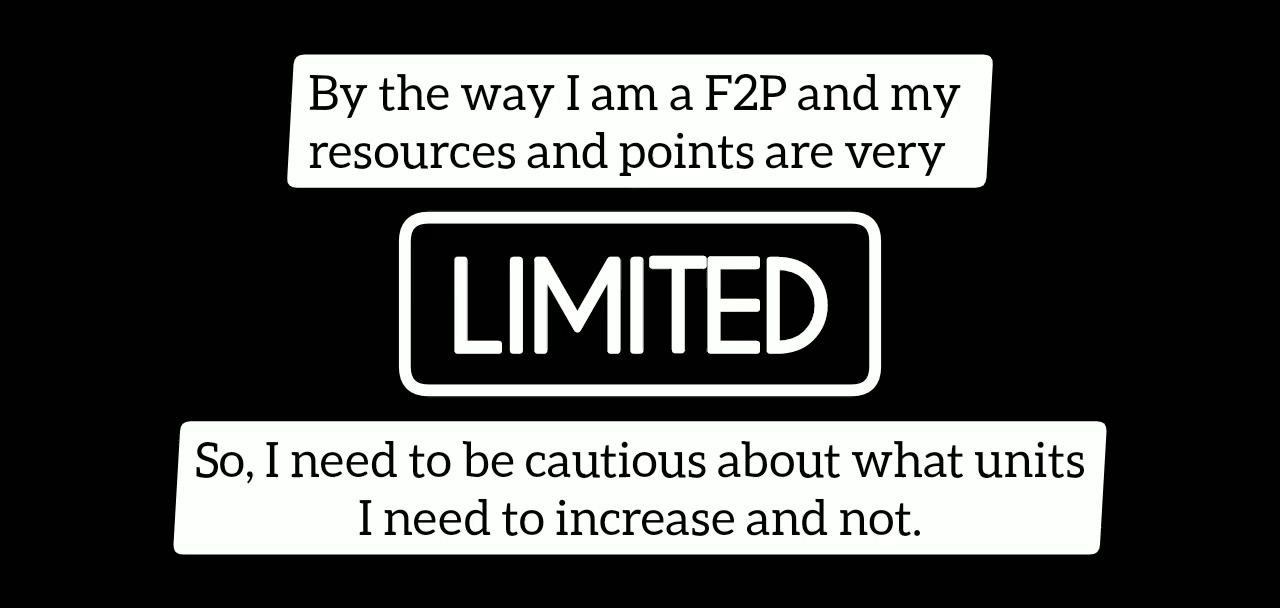 By the way I am a F2P and my
resources and points are very
LIMITED
So, I need to be cautious about what units
I need to increase and not.